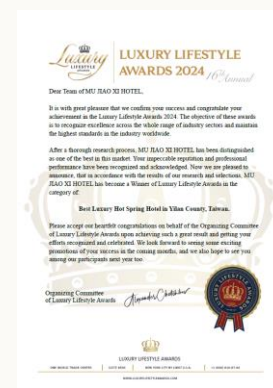 Luxury
LIFESTYLE
AWARDS
LUXURY LIFESTYLE
AWARDS 2024
16th Annual
Dear Team of MU JIAO XI HOTEL,
It is with great pleasure that we confirm your success and congratulate your
achievement in the Luxury Lifestyle Awards 2024. The objective of these awards
is to recognize excellence across the whole range of industry sectors and maintain
the highest standards in the industry worldwide.
After a thorough research process, MU JIAO XI HOTEL has been distinguished
as one of the best in this market. Your impeccable reputation and professional
performance have been recognized and acknowledged. Now we are pleased to
announce, that in accordance with the results of our research and selections, MU
JIAO XI HOTEL has become a Winner of Luxury Lifestyle Awards in the
category of:
Best Luxury Hot Spring Hotel in Yilan County, Taiwan.
Please accept our heartfelt congratulations on behalf of the Organizing Committee
of Luxury Lifestyle Awards upon achieving such a great result and getting your
efforts recognized and celebrated. We look forward to seeing some exciting
promotions of your success in the coming months, and we also hope to see you
among our participants next year too.
Organizing Committee
of Luxury Lifestyle Awards
LUXURY LIFESTYLE AWARDS
WWW.LUXURYLIFESTYLEAWARDS.COM